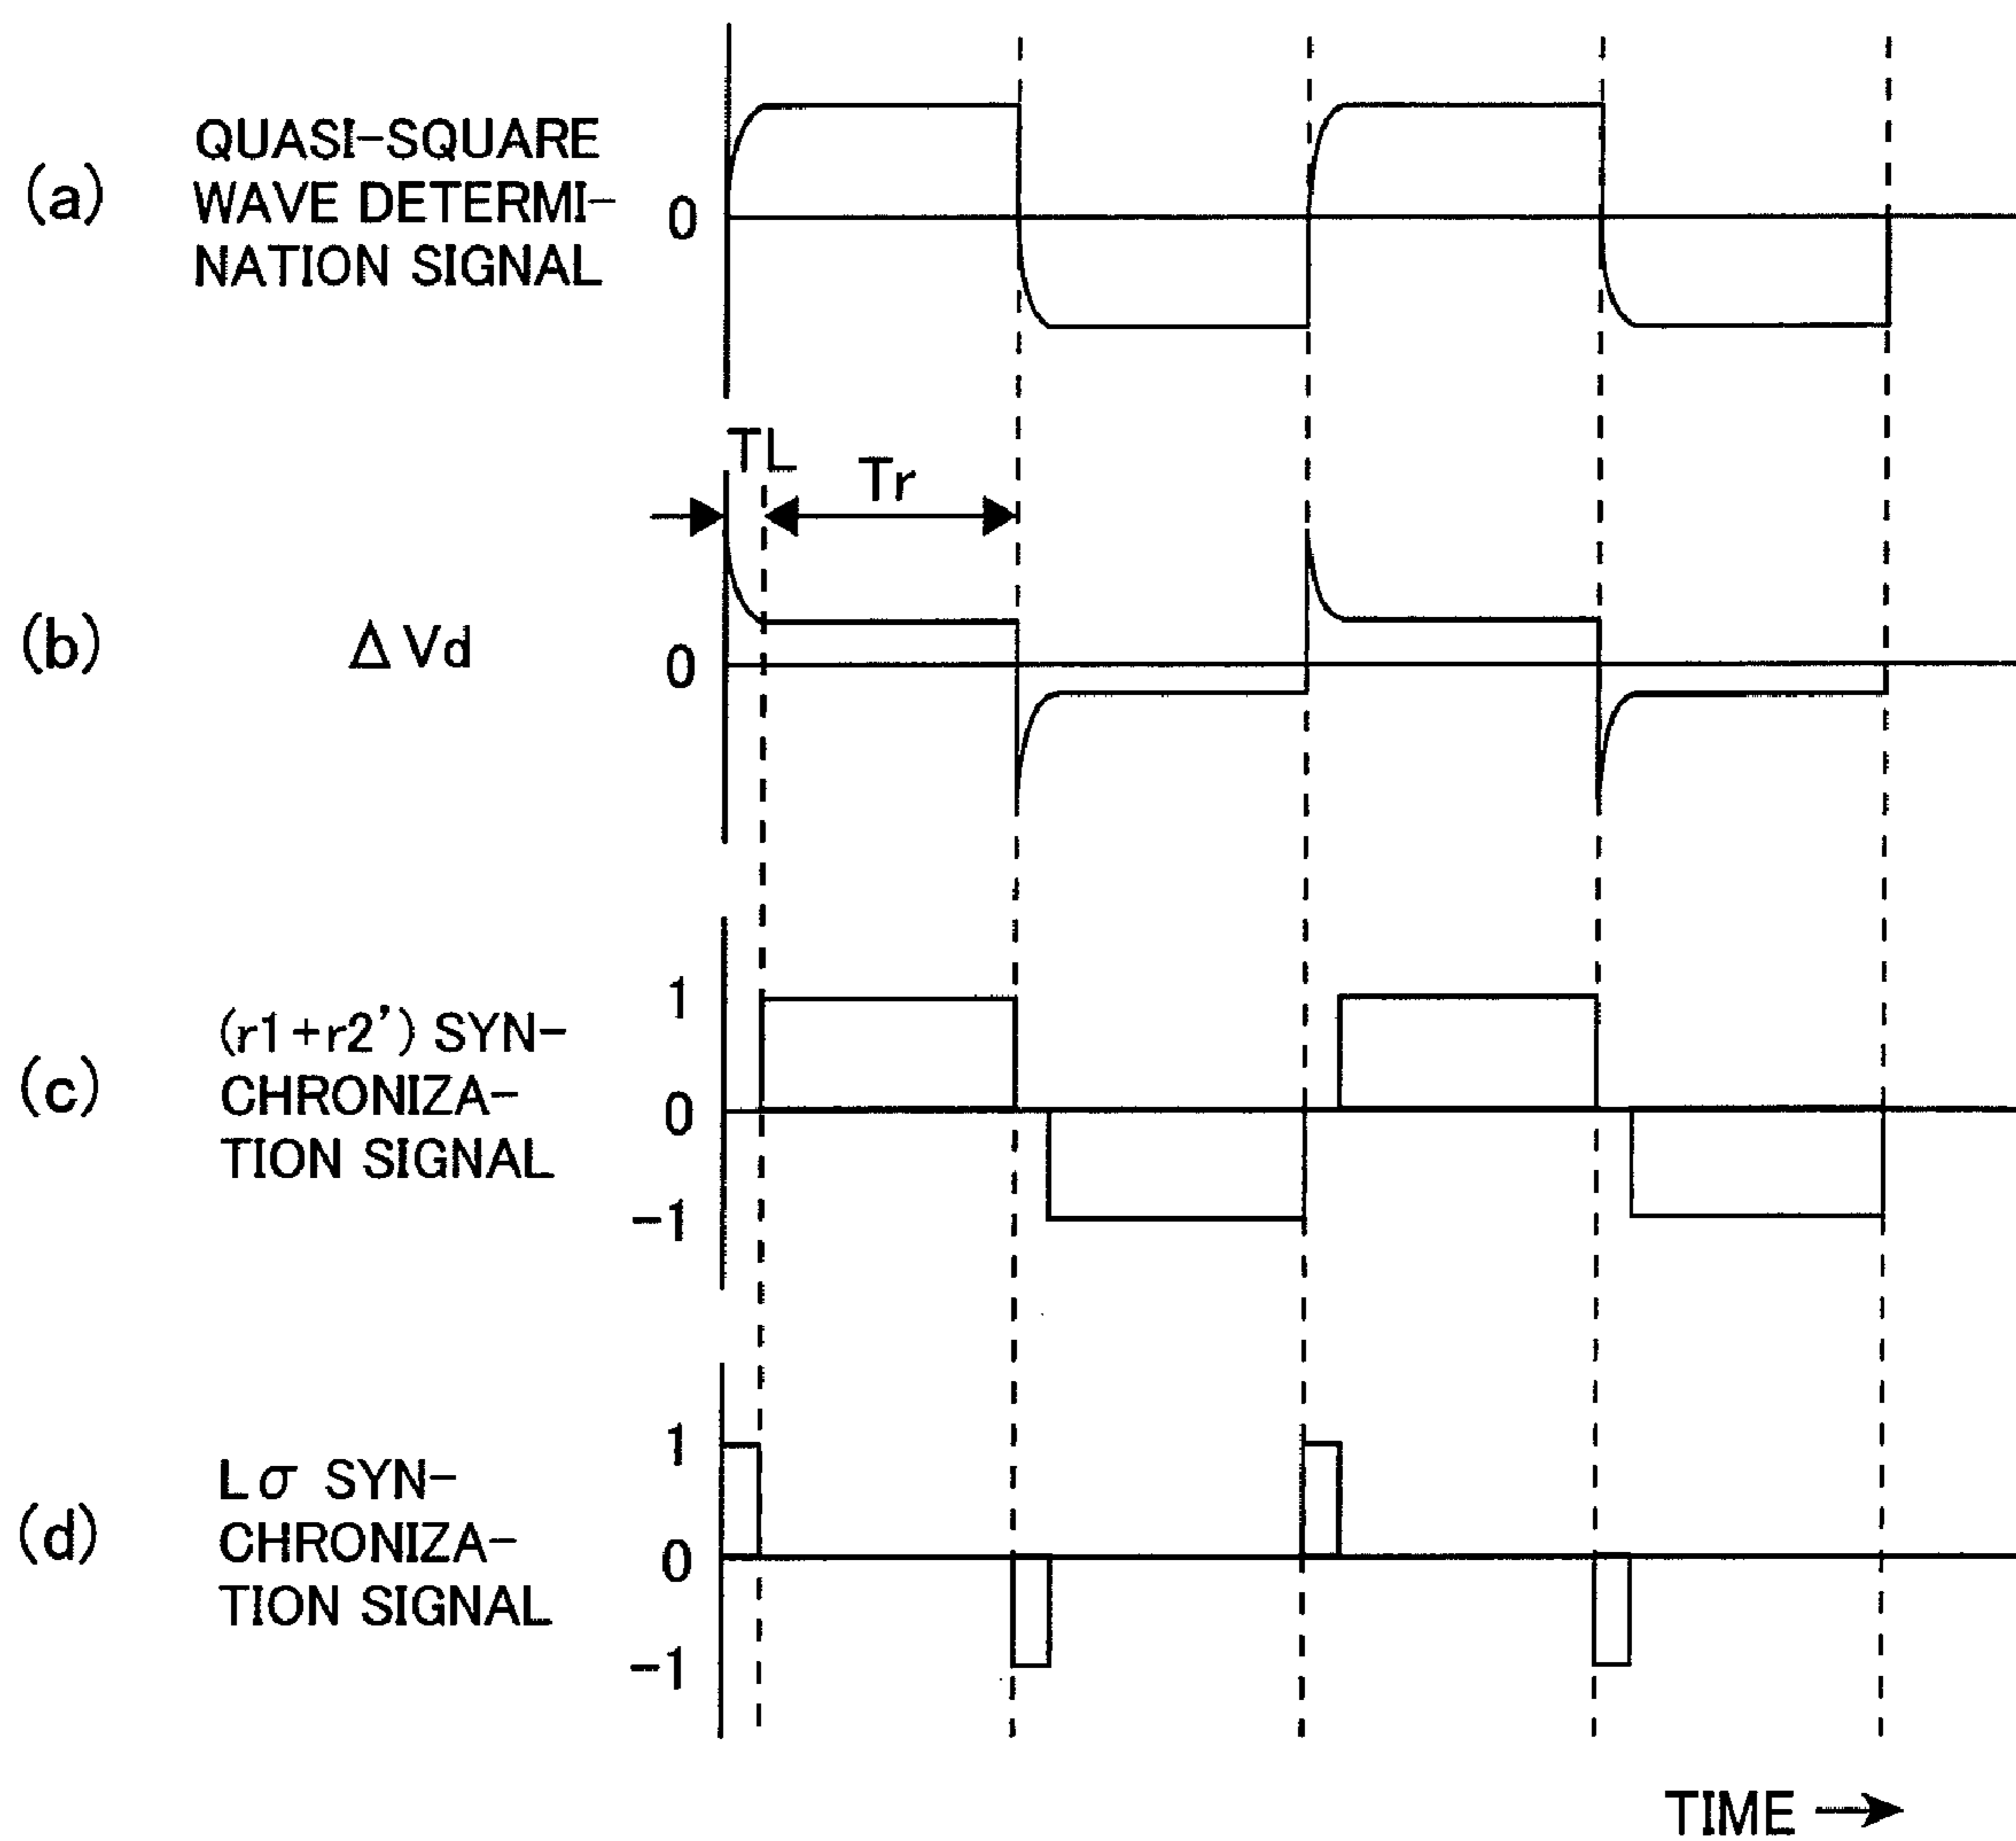 (a)
QUASI-SQUARE
WAVE DETERMI-
NATION SIGNAL
0
TL
Tr
(b)
Δ Vd
0
(c)
(r1+r2') SYN-
CHRONIZA-
TION SIGNAL
1
0
-1
(d)
Lσ SYN-
CHRONIZA-
TION SIGNAL
1
0
-1
TIME